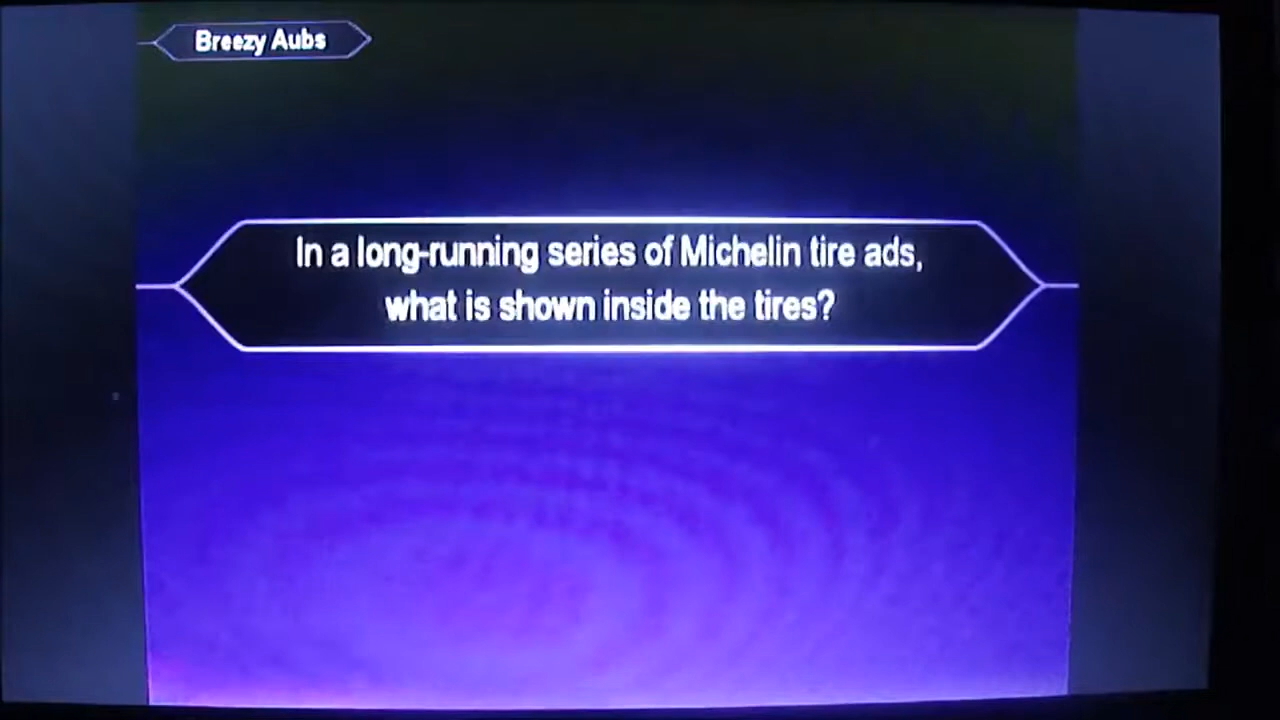 Breezy Aubs
In a long-running series of Michelin tire ads,
what is shown inside the tires?